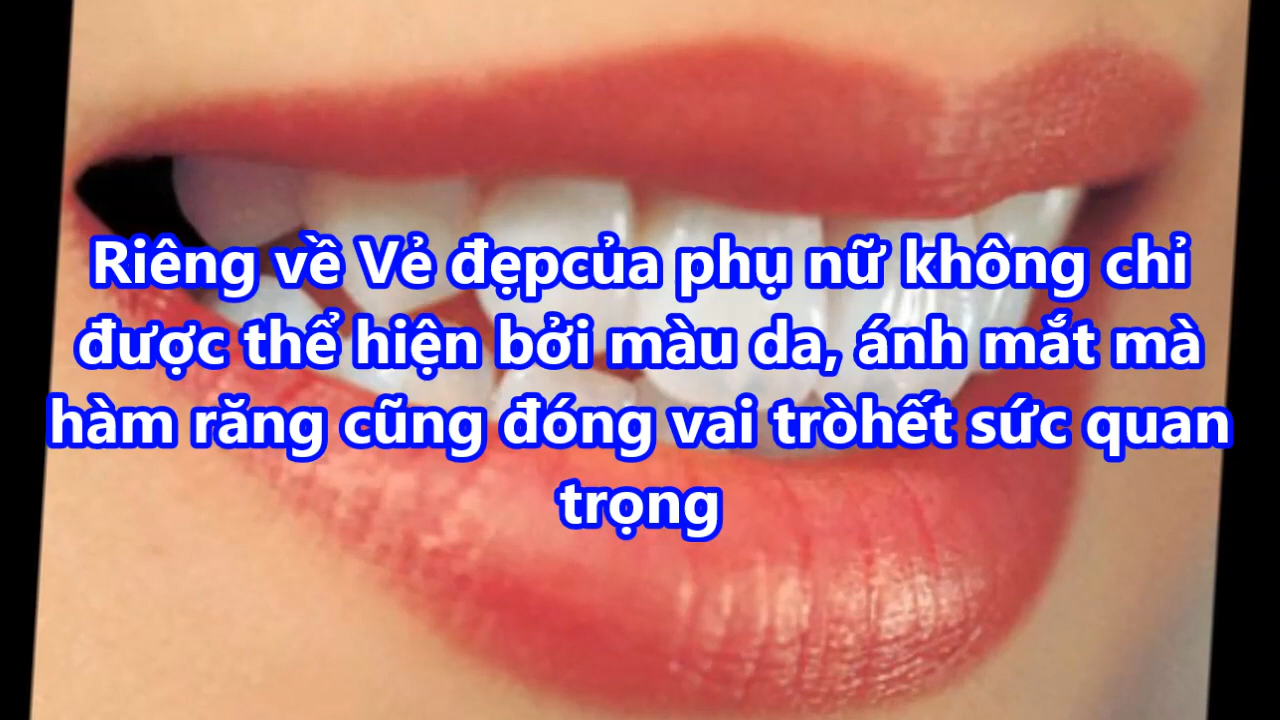 Riêng về Vẻ đẹpcủa phụ nữ không chỉ
được thể hiện bởi màu da, ánh mắt mà
hàm răng cũng đóng vai tròhết sức quan
trọng